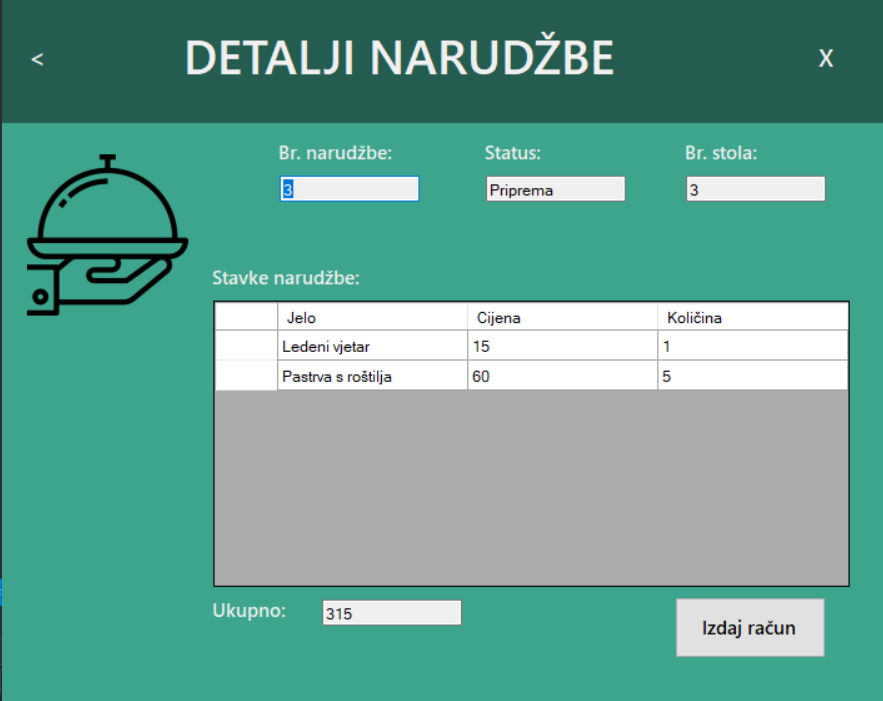 < DETALJI NARUDŽBE X
Br. narudžbe: Status: Br. stola:
3 Priprema 3
Stavke narudžbe:
Jelo Cijena Količina
Ledeni vjetar 15 1
Pastrva s roštilja 60 5
Ukupno: 315
Izdaj račun